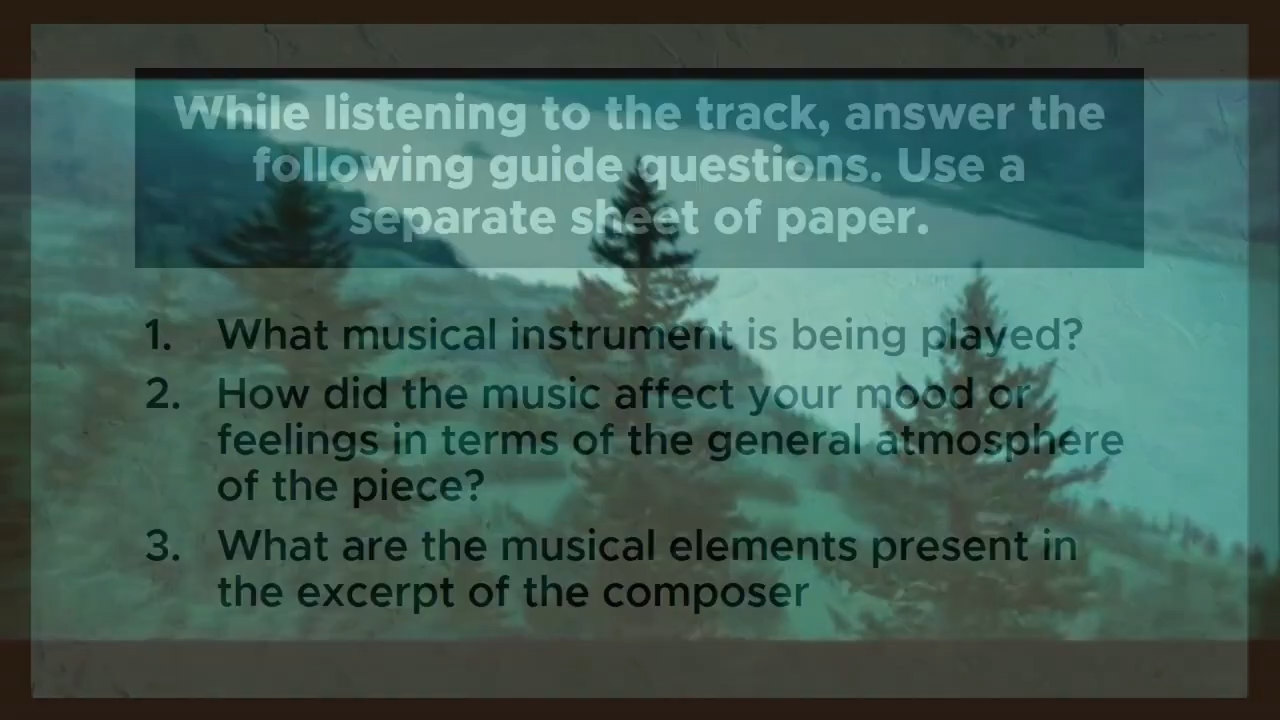 While listening to the track, answer the
following guide questions. Use a
separate sheet of paper.
1. What musical instrument is being played?
2. How did the music affect your mood or
feelings in terms of the general atmosphere
of the piece?
3. What are the musical elements present in
the excerpt of the composer